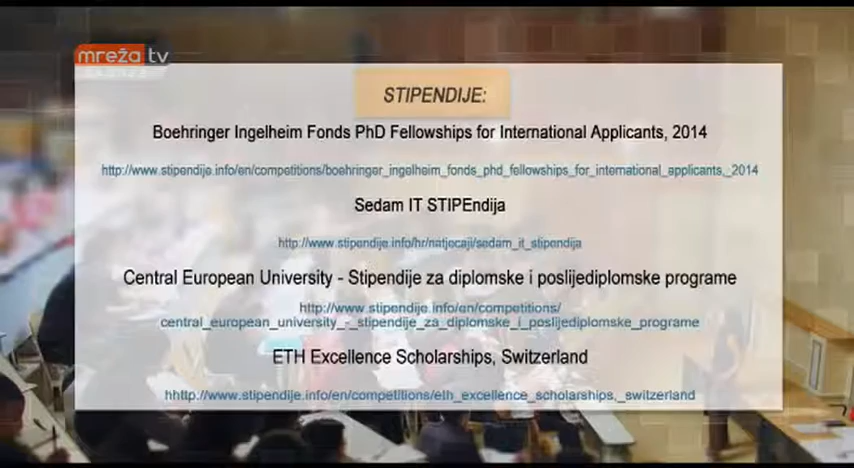 mreža tv
STIPENDIJE:
Boehringer Ingelheim Fonds PhD Fellowships for International Applicants, 2014
http://www.stipendije.info/en/competitions/boehringer_ingelheim_fonds_phd_fellowships_for_international_applicants,_2014
Sedam IT STIPEndija
http://www.stipendije.info/hr/natjecaji/sedam_it_stipendija
Central European University - Stipendije za diplomske i poslijediplomske programe
http://www.stipendije.info/en/competitions/
central_european_university_-_stipendije_za_diplomske_i_poslijediplomske_programe
ETH Excellence Scholarships, Switzerland
hhttp://www.stipendije.info/en/competitions/eth_excellence_scholarships,_switzerland